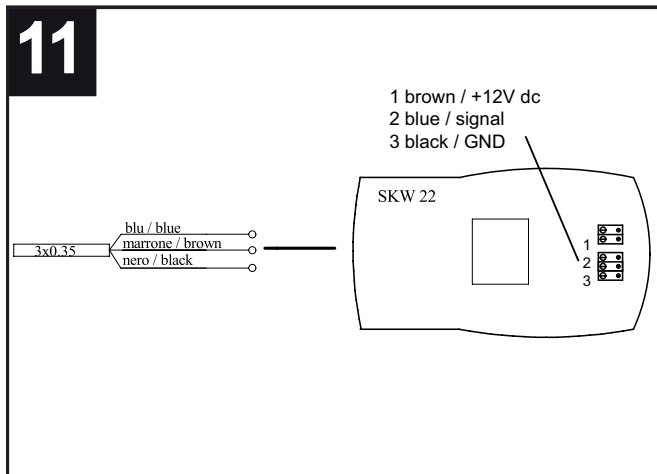 11
1 brown / +12V dc
2 blue / signal
3 black / GND
SKW 22
blu / blue
marrone / brown
nero / black
3x0.35
1
2
3